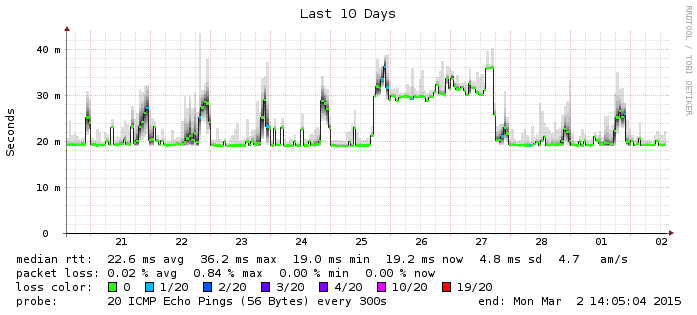 Last 10 Days
RRDTOOL / TOBI OETIKER
Seconds
40 m
30 m
20 m
10 m
0
21 22 23 24 25 26 27 28 01 02
median rtt: 22.6 ms avg 36.2 ms max 19.0 ms min 19.2 ms now 4.8 ms sd 4.7 am/s
packet loss: 0.02 % avg 0.84 % max 0.00 % min 0.00 % now
loss color: 0 1/20 2/20 3/20 4/20 10/20 19/20
probe: 20 ICMP Echo Pings (56 Bytes) every 300s end: Mon Mar 2 14:05:04 2015